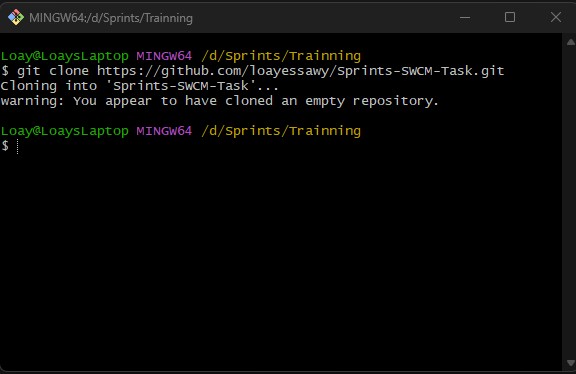 MINGW64:/d/Sprints/Trainning
Loay@LoaysLaptop MINGW64 /d/Sprints/Trainning
$ git clone https://github.com/loayessawy/Sprints-SWCM-Task.git
Cloning into 'Sprints-SWCM-Task'...
warning: You appear to have cloned an empty repository.
Loay@LoaysLaptop MINGW64 /d/Sprints/Trainning
$